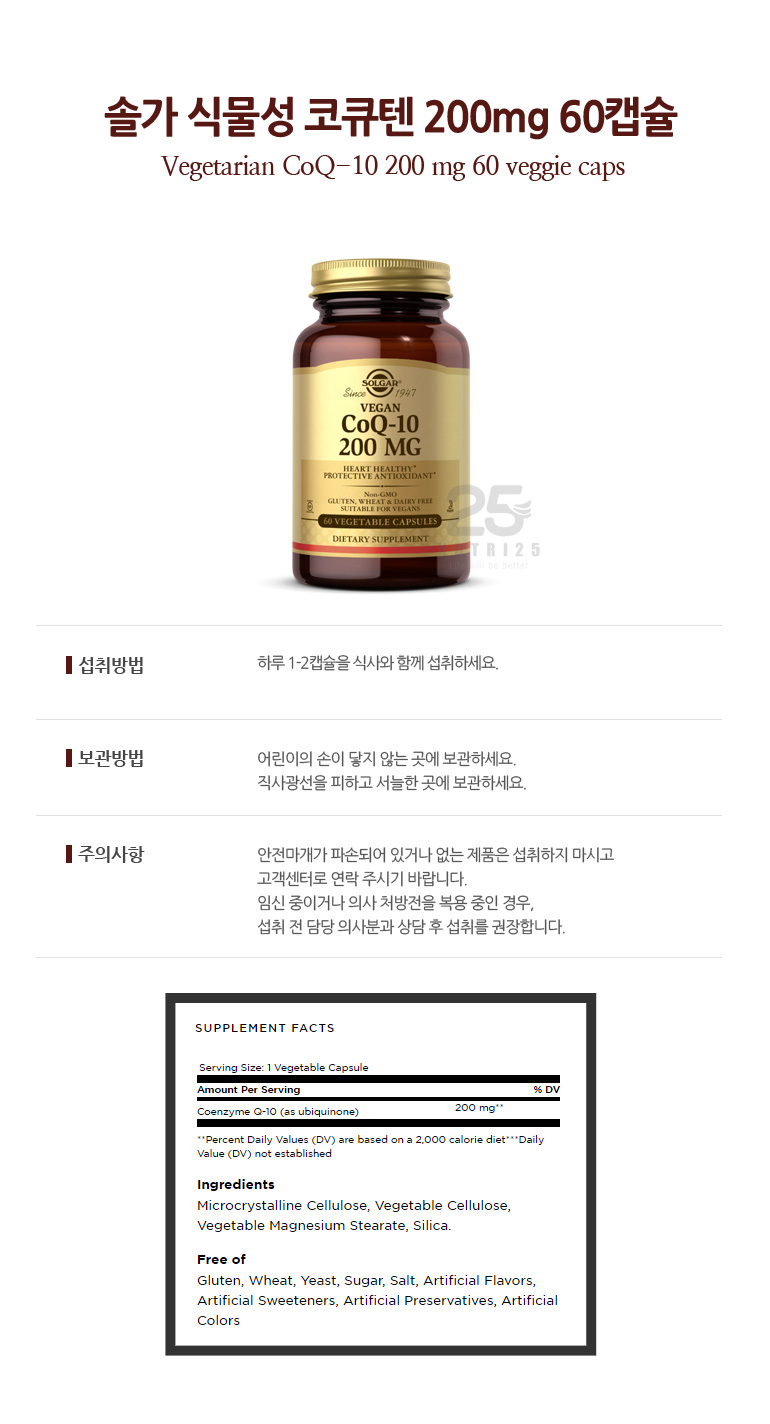 솔가 식물성 코큐텐 200mg 60캡슐
Vegetarian CoQ-10 200 mg 60 veggie caps
SOLGAR®
Since 1947
VEGAN
CoQ-10
200 MG
HEART HEALTHY*
PROTECTIVE ANTIOXIDANT*
Non-GMO
GLUTEN, WHEAT & DAIRY FREE
SUITABLE FOR VEGANS
60 VEGETABLE CAPSULES
DIETARY SUPPLEMENT
25
TRI25
will be better
섭취방법
하루 1-2캡슐을 식사와 함께 섭취하세요.
보관방법
어린이의 손이 닿지 않는 곳에 보관하세요.
직사광선을 피하고 서늘한 곳에 보관하세요.
주의사항
안전마개가 파손되어 있거나 없는 제품은 섭취하지 마시고
고객센터로 연락 주시기 바랍니다.
임신 중이거나 의사 처방전을 복용 중인 경우,
섭취 전 담당 의사분과 상담 후 섭취를 권장합니다.
SUPPLEMENT FACTS
Serving Size: 1 Vegetable Capsule
Amount Per Serving % DV
Coenzyme Q-10 (as ubiquinone) 200 mg**
**Percent Daily Values (DV) are based on a 2,000 calorie diet***Daily
Value (DV) not established
Ingredients
Microcrystalline Cellulose, Vegetable Cellulose,
Vegetable Magnesium Stearate, Silica.
Free of
Gluten, Wheat, Yeast, Sugar, Salt, Artificial Flavors,
Artificial Sweeteners, Artificial Preservatives, Artificial
Colors